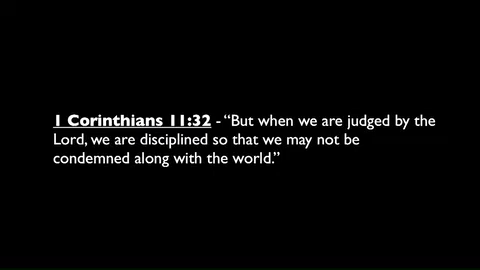 1 Corinthians 11:32 - “But when we are judged by the
Lord, we are disciplined so that we may not be
condemned along with the world.”